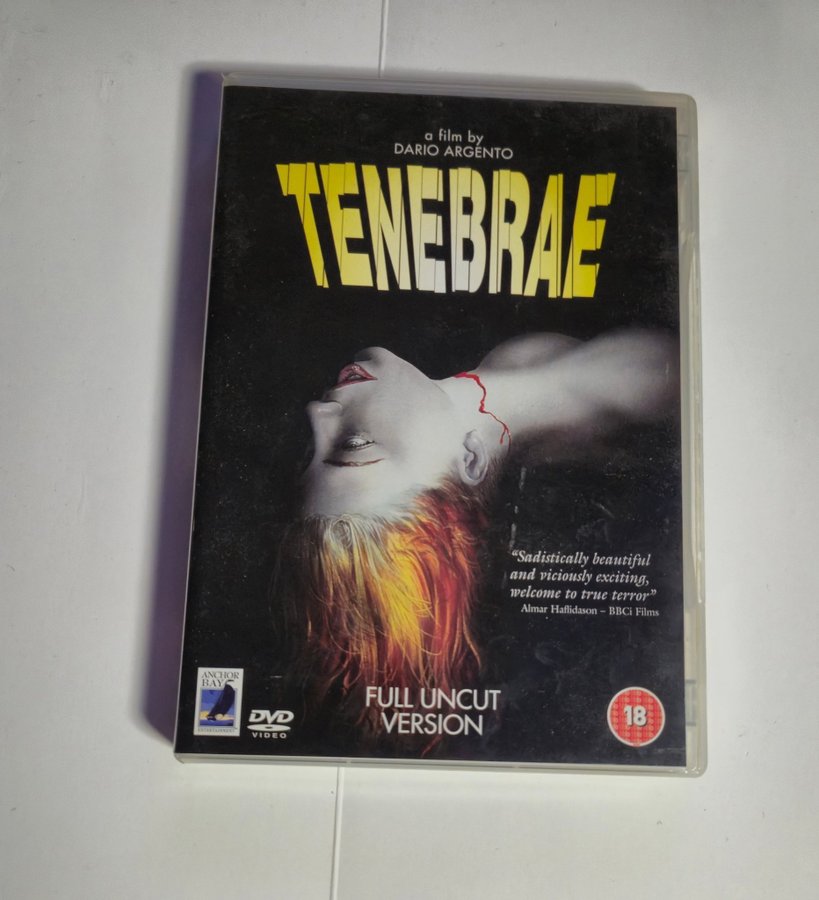 a film by
DARIO ARGENTO
TENEBRAE
“Sadistically beautiful
and viciously exciting,
welcome to true terror”
Almar Haflidason – BBCi Films
FULL UNCUT
VERSION
ANCHOR
BAY
ENTERTAINMENT
DVD
VIDEO
18